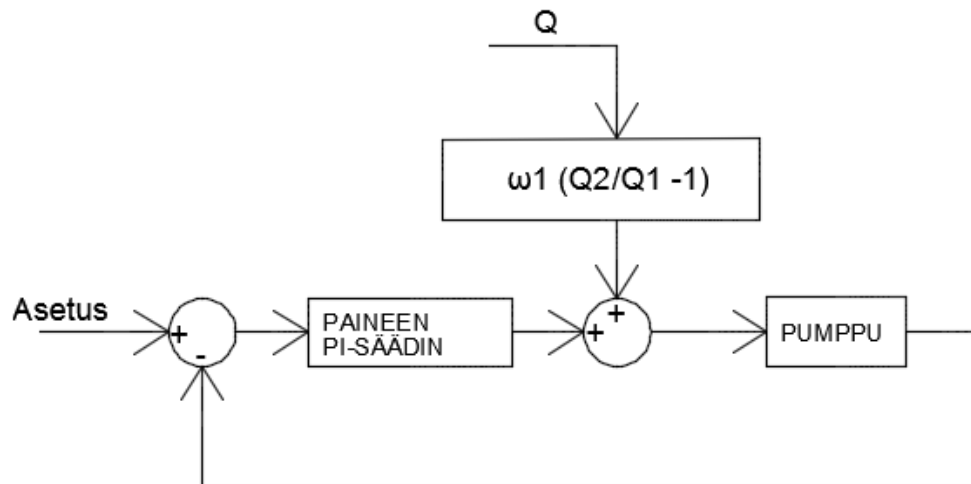 Q
ω1 (Q2/Q1 -1)
Asetus
+
-
PAINEEN
PI-SÄÄDIN
+
+
PUMPPU